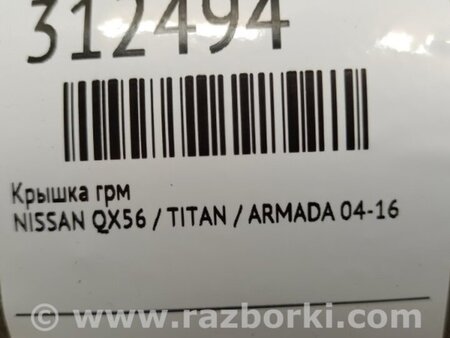 312494
Крышка грм
NISSAN QX56 / TITAN / ARMADA 04-16
© www.razborki.com